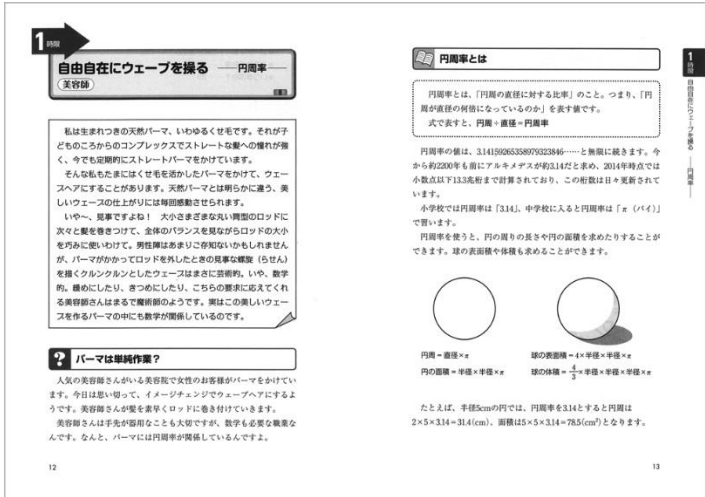 1時限
自由自在にウェーブを操る ──円周率──
美容師
私は生まれつきの天然パーマ、いわゆるくせ毛です。それが子
どものころからのコンプレックスでストレートな髪への憧れが強
く、今でも定期的にストレートパーマをかけています。
そんな私もたまにはくせ毛を活かしたパーマをかけて、ウェー
ブヘアにすることがあります。天然パーマとは明らかに違う、美
しいウェーブの仕上がりには毎回感動させられます。
いや〜、見事ですよね！ 大小さまざまな丸い筒型のロッドに
次々と髪を巻きつけて、全体のバランスを見ながらロッドの大小
を巧みに使いわけて。男性陣はあまりご存知ないかもしれません
が、パーマがかかってロッドを外したときの見事な螺旋（らせん）
を描くクルンクルンとしたウェーブはまさに芸術的。いや、数学
的。緩めにしたり、きつめにしたり、こちらの要求に応えてくれ
る美容師さんはまるで魔術師のようです。実はこの美しいウェー
ブを作るパーマの中にも数学が関係しているのです。
? パーマは単純作業？
人気の美容師さんがいる美容院で女性のお客様がパーマをかけてい
ます。今日は思い切って、イメージチェンジでウェーブヘアにするよ
うです。美容師さんが髪を素早くロッドに巻き付けていきます。
美容師さんは手先が器用なことも大切ですが、数学も必要な職業な
んです。なんと、パーマには円周率が関係しているんですよ。
12
円周率とは
円周率とは、「円周の直径に対する比率」のこと。つまり、「円
周が直径の何倍になっているのか」を表す値です。
式で表すと、円周÷直径＝円周率
円周率の値は、3.14159265358979323846……と無限に続きます。今
から約2200年も前にアルキメデスが約3.14だと求め、2014年時点では
小数点以下13.3兆桁まで計算されており、この桁数は日々更新されて
います。
小学校では円周率は「3.14」、中学校に入ると円周率は「π（パイ）」
で習います。
円周率を使うと、円の周りの長さや円の面積を求めたりすることが
できます。球の表面積や体積も求めることができます。
円周＝直径×π
円の面積＝半径×半径×π
球の表面積＝4×半径×半径×π
球の体積＝4/3×半径×半径×半径×π
たとえば、半径5cmの円では、円周率を3.14とすると円周は
2×5×3.14＝31.4(cm)、面積は5×5×3.14＝78.5(cm²)となります。
13
1時限 自由自在にウェーブを操る ──円周率──